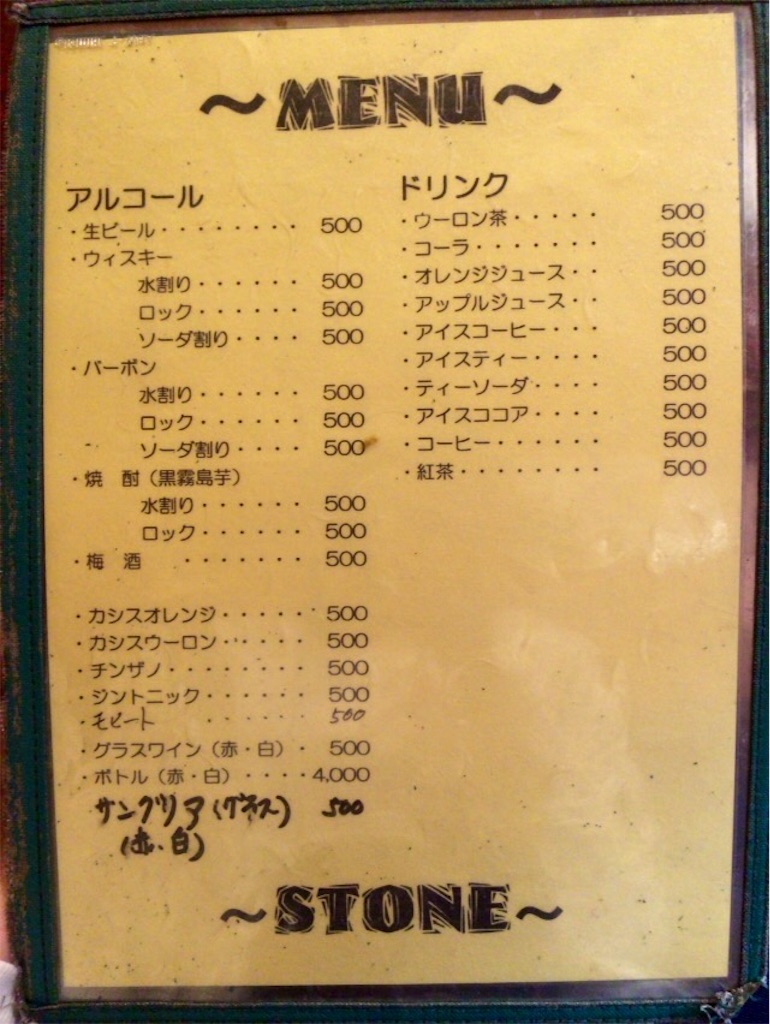 ~MENU~
アルコール
・生ビール・・・・・・・・ 500
・ウィスキー
水割り・・・・・・ 500
ロック・・・・・・ 500
ソーダ割り・・・・ 500
・バーボン
水割り・・・・・・ 500
ロック・・・・・・ 500
ソーダ割り・・・・ 500
・焼　酎（黒霧島芋）
水割り・・・・・・ 500
ロック・・・・・・ 500
・梅　酒　・・・・・・・ 500
・カシスオレンジ・・・・・ 500
・カシスウーロン・・・・・ 500
・チンザノ・・・・・・・・ 500
・ジントニック・・・・・・ 500
・モヒート ・・・・・・ 500
・グラスワイン（赤・白）・ 500
・ボトル（赤・白）・・・・4,000
サングリア(グラス) 500
(赤・白)
ドリンク
・ウーロン茶・・・・・ 500
・コーラ・・・・・・・ 500
・オレンジジュース・・ 500
・アップルジュース・・ 500
・アイスコーヒー・・・ 500
・アイスティー・・・・ 500
・ティーソーダ・・・・ 500
・アイスココア・・・・ 500
・コーヒー・・・・・・ 500
・紅茶・・・・・・・・ 500
~STONE~